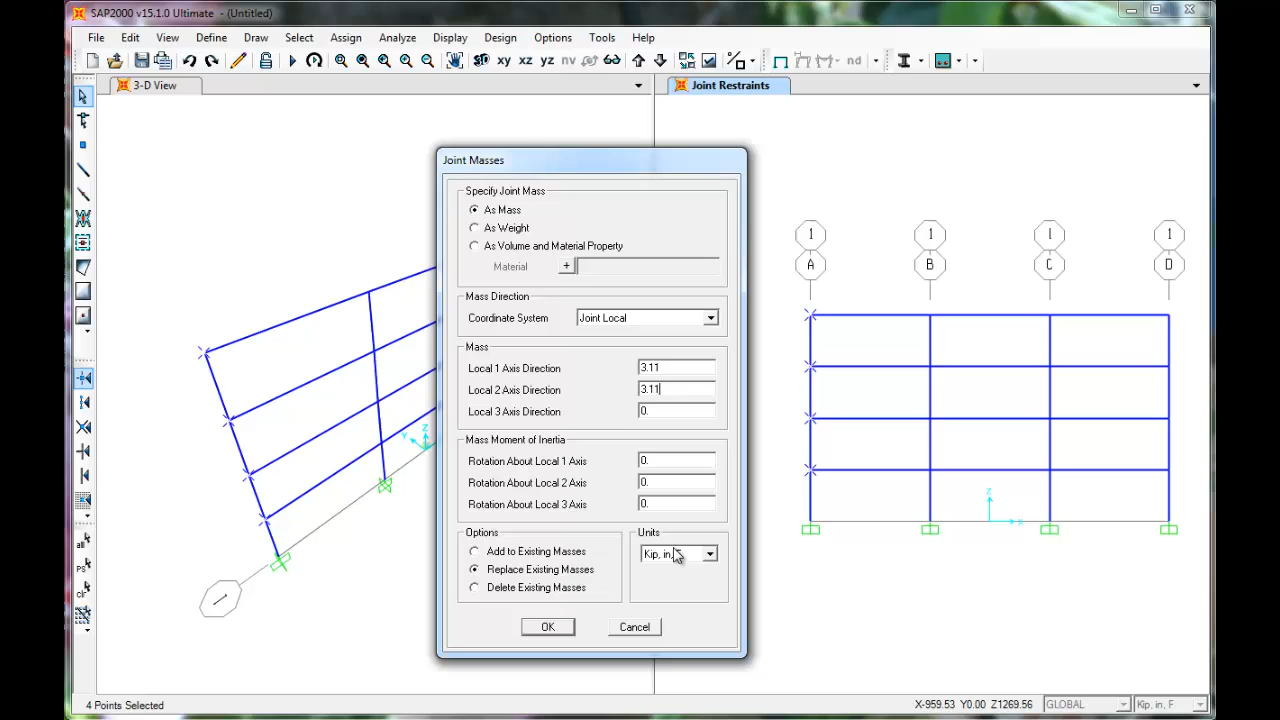 SAP2000 v15.1.0 Ultimate - (Untitled)
File Edit View Define Draw Select Assign Analyze Display Design Options Tools Help
3D xy xz yz nv nd
3-D View
Joint Restraints
Joint Masses
Specify Joint Mass
As Mass
As Weight
As Volume and Material Property
Material +
Mass Direction
Coordinate System Joint Local
Mass
Local 1 Axis Direction 3.11
Local 2 Axis Direction 3.11
Local 3 Axis Direction 0.
Mass Moment of Inertia
Rotation About Local 1 Axis 0.
Rotation About Local 2 Axis 0.
Rotation About Local 3 Axis 0.
Options
Add to Existing Masses
Replace Existing Masses
Delete Existing Masses
Units
Kip, in,
OK Cancel
1 1 1 1
A B C D
Z
X
Y Z
all
PS
clr
4 Points Selected
X-959.53 Y0.00 Z1269.56
GLOBAL
Kip, in, F